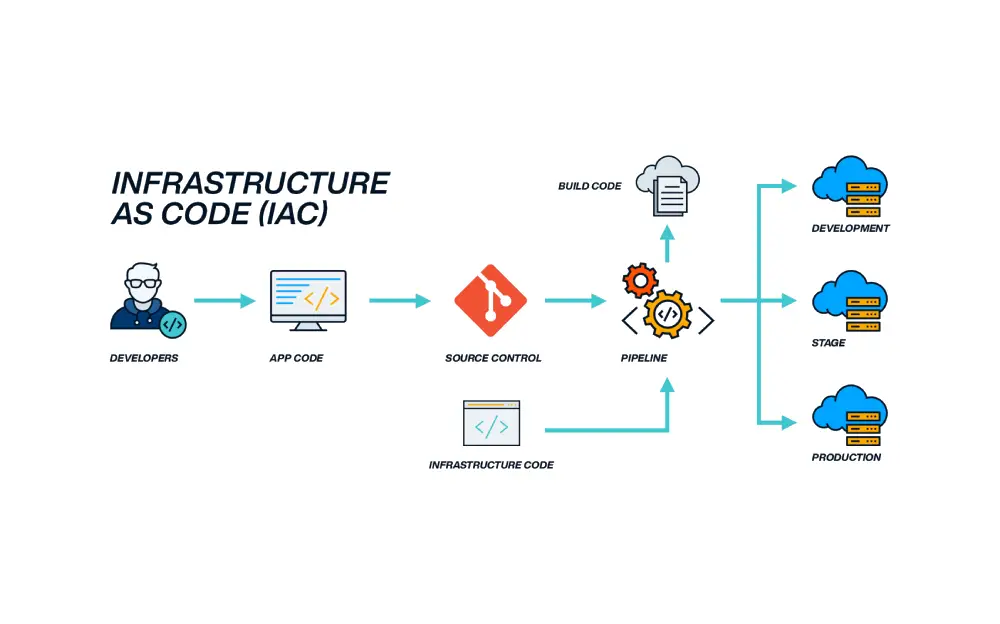 INFRASTRUCTURE
AS CODE (IAC)
BUILD CODE
DEVELOPMENT
</>
</>
</>
DEVELOPERS
APP CODE
SOURCE CONTROL
PIPELINE
STAGE
</>
INFRASTRUCTURE CODE
PRODUCTION